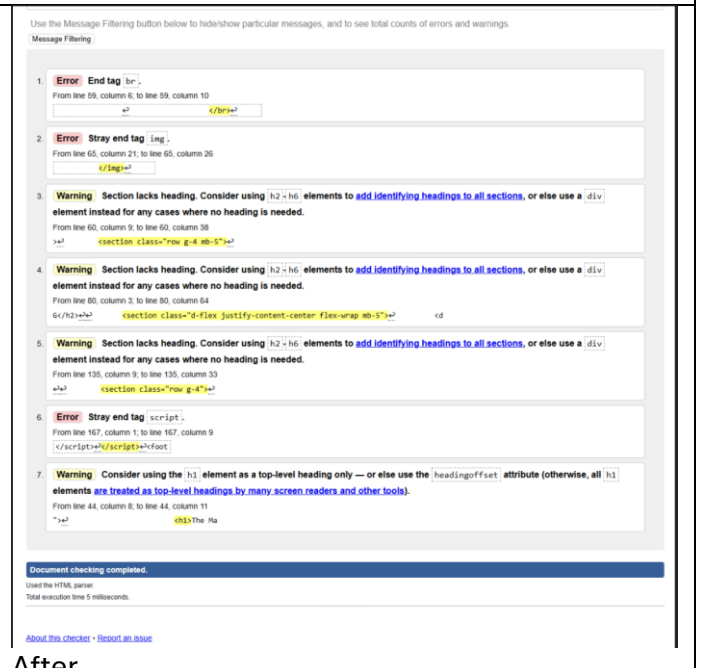 Use the Message Filtering button below to hide/show particular messages, and to see total counts of errors and warnings.
Message Filtering
1. Error End tag br.
From line 59, column 6; to line 59, column 10
↩ </br>↩
2. Error Stray end tag img.
From line 65, column 21; to line 65, column 26
</img>↩
3. Warning Section lacks heading. Consider using h2-h6 elements to add identifying headings to all sections, or else use a div
element instead for any cases where no heading is needed.
From line 60, column 9; to line 60, column 38
>↩ <section class="row g-4 mb-5">↩
4. Warning Section lacks heading. Consider using h2-h6 elements to add identifying headings to all sections, or else use a div
element instead for any cases where no heading is needed.
From line 80, column 3; to line 80, column 64
G</h2>↩↩ <section class="d-flex justify-content-center flex-wrap mb-5">↩ <d
5. Warning Section lacks heading. Consider using h2-h6 elements to add identifying headings to all sections, or else use a div
element instead for any cases where no heading is needed.
From line 135, column 9; to line 135, column 33
↩↩ <section class="row g-4">↩
6. Error Stray end tag script.
From line 167, column 1; to line 167, column 9
</script>↩</script>↩<foot
7. Warning Consider using the h1 element as a top-level heading only — or else use the headingoffset attribute (otherwise, all h1
elements are treated as top-level headings by many screen readers and other tools).
From line 44, column 8; to line 44, column 11
">↩ <h1>The Ma
Document checking completed.
Used the HTML parser.
Total execution time 5 milliseconds.
About this checker • Report an issue
After